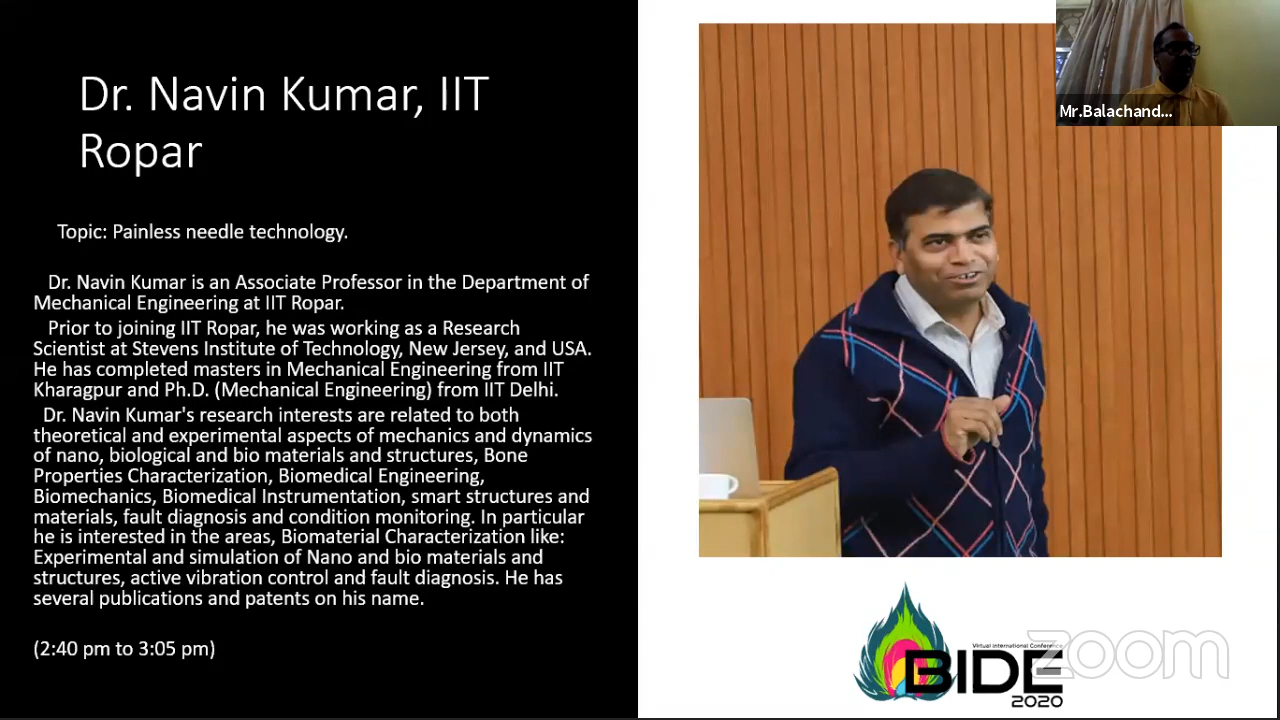 Dr. Navin Kumar, IIT
Ropar
Topic: Painless needle technology.
Dr. Navin Kumar is an Associate Professor in the Department of
Mechanical Engineering at IIT Ropar.
Prior to joining IIT Ropar, he was working as a Research
Scientist at Stevens Institute of Technology, New Jersey, and USA.
He has completed masters in Mechanical Engineering from IIT
Kharagpur and Ph.D. (Mechanical Engineering) from IIT Delhi.
Dr. Navin Kumar's research interests are related to both
theoretical and experimental aspects of mechanics and dynamics
of nano, biological and bio materials and structures, Bone
Properties Characterization, Biomedical Engineering,
Biomechanics, Biomedical Instrumentation, smart structures and
materials, fault diagnosis and condition monitoring. In particular
he is interested in the areas, Biomaterial Characterization like:
Experimental and simulation of Nano and bio materials and
structures, active vibration control and fault diagnosis. He has
several publications and patents on his name.
(2:40 pm to 3:05 pm)
Mr.Balachand...
Virtual International Conference
BIDE
2020
zoom